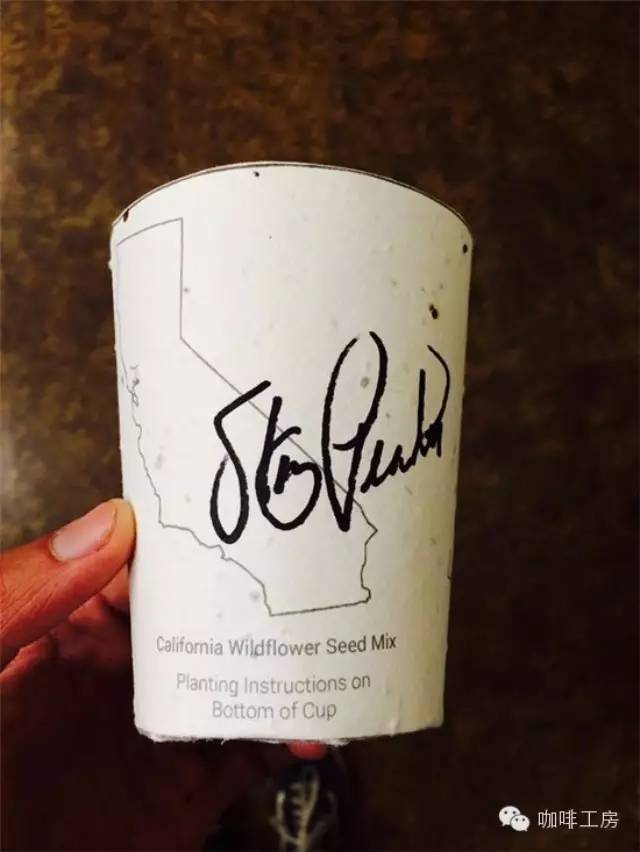 California Wildflower Seed Mix
Planting Instructions on
Bottom of Cup
咖啡工房